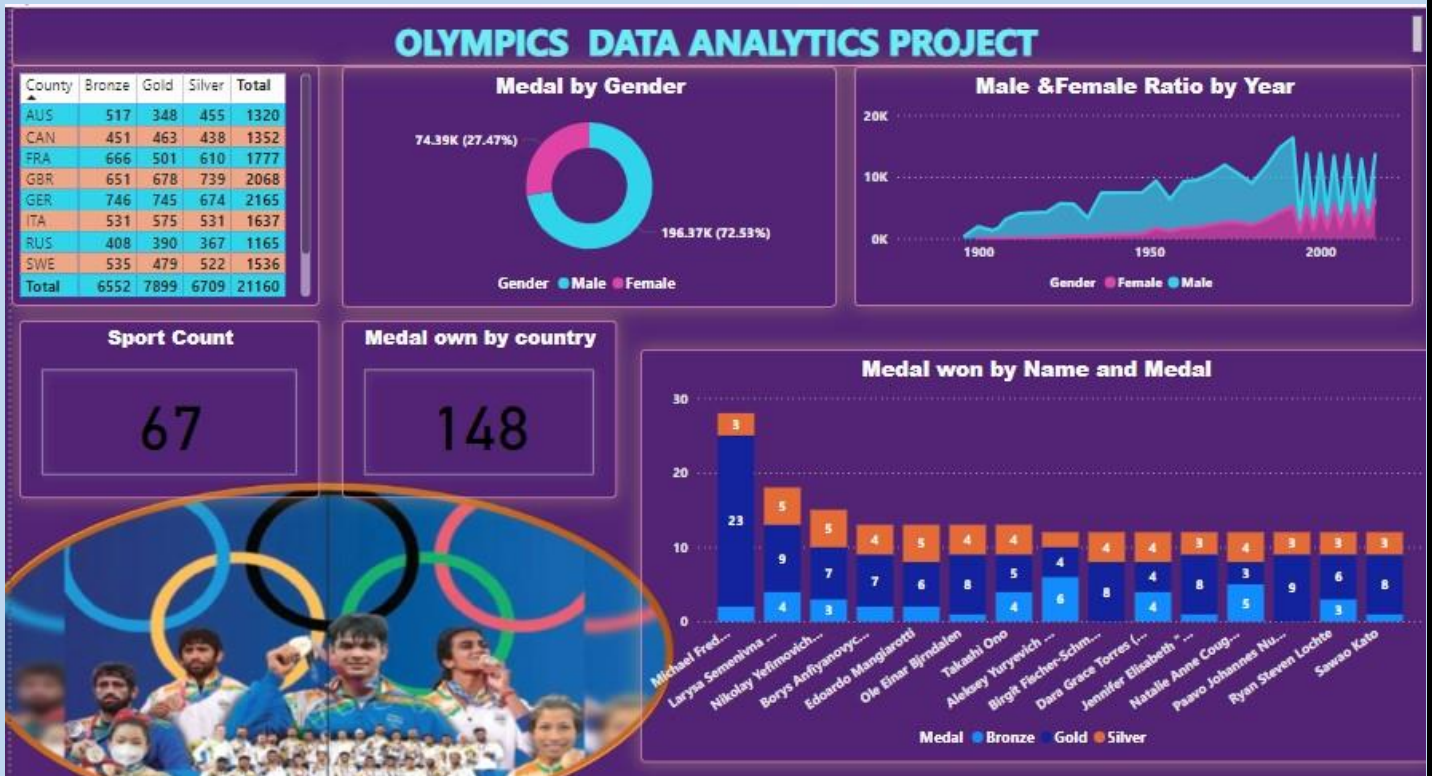 OLYMPICS DATA ANALYTICS PROJECT
County Bronze Gold Silver Total
AUS 517 348 455 1320
CAN 451 463 438 1352
FRA 666 501 610 1777
GBR 651 678 739 2068
GER 746 745 674 2165
ITA 531 575 531 1637
RUS 408 390 367 1165
SWE 535 479 522 1536
Total 6552 7899 6709 21160
Medal by Gender
74.39K (27.47%)
196.37K (72.53%)
Gender Male Female
Male &Female Ratio by Year
20K
10K
0K
1900 1950 2000
Gender Female Male
Sport Count
67
Medal own by country
148
Medal won by Name and Medal
30
20
10
0
3 5 5 4 5 4 4 4 4 3 4 3 3 3
23 9 7 7 6 8 5 4 8 4 8 3 9 6 8
4 3 4 6 4 5 3
Michael Fred...
Larysa Semenivna ...
Nikolay Yefimovich...
Borys Anfiyanovyc...
Edoardo Mangiarotti
Ole Einar Bjrndalen
Takashi Ono
Aleksey Yuryevich ...
Birgit Fischer-Schm...
Dara Grace Torres (...
Jennifer Elisabeth "...
Natalie Anne Coug...
Paavo Johannes Nu...
Ryan Steven Lochte
Sawao Kato
Medal Bronze Gold Silver